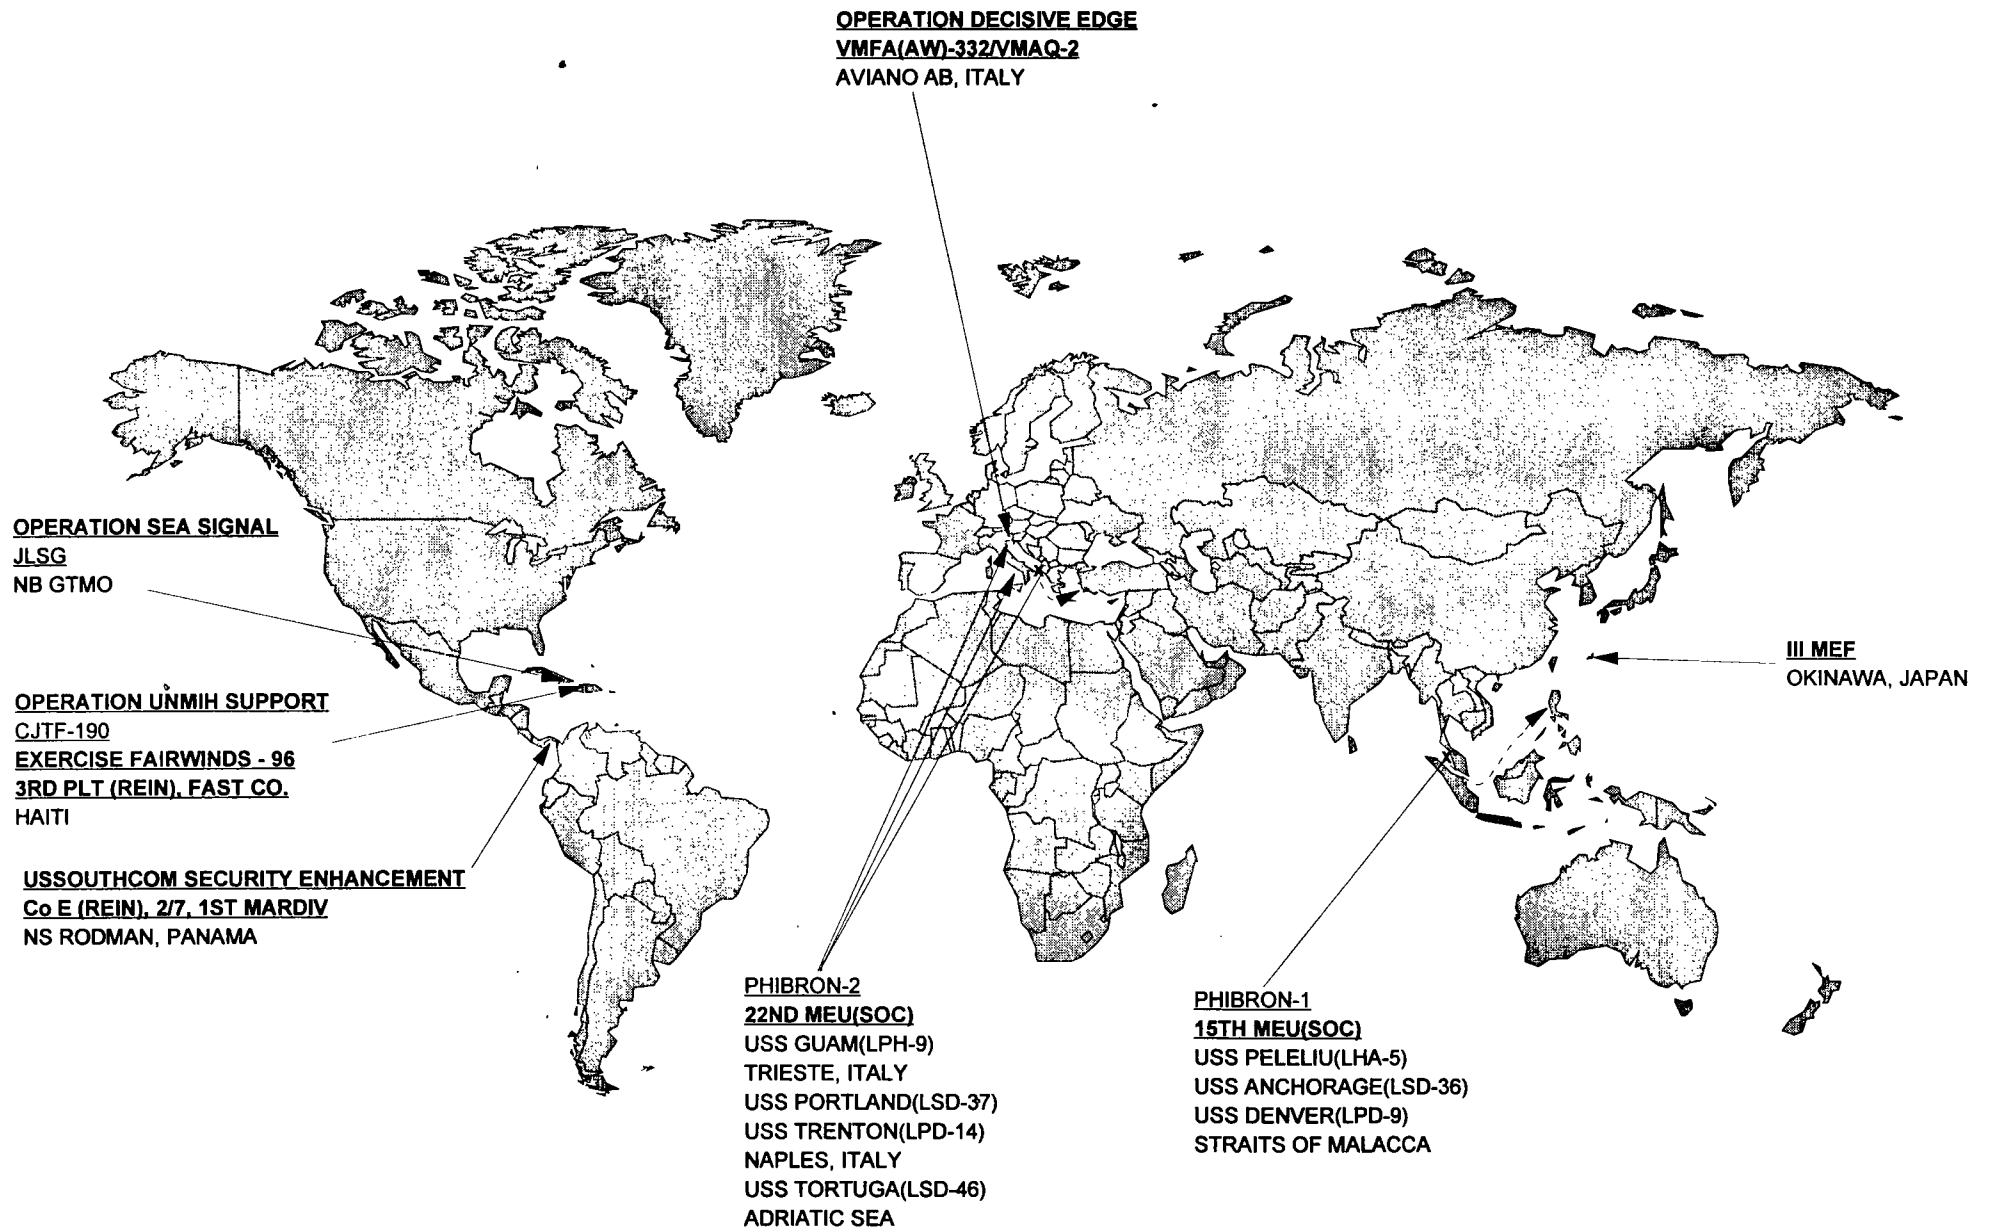 OPERATION DECISIVE EDGE
VMFA(AW)-332/VMAQ-2
AVIANO AB, ITALY
OPERATION SEA SIGNAL
JLSG
NB GTMO
OPERATION UNMIH SUPPORT
CJTF-190
EXERCISE FAIRWINDS - 96
3RD PLT (REIN), FAST CO.
HAITI
USSOUTHCOM SECURITY ENHANCEMENT
Co E (REIN), 2/7, 1ST MARDIV
NS RODMAN, PANAMA
III MEF
OKINAWA, JAPAN
PHIBRON-2
22ND MEU(SOC)
USS GUAM(LPH-9)
TRIESTE, ITALY
USS PORTLAND(LSD-37)
USS TRENTON(LPD-14)
NAPLES, ITALY
USS TORTUGA(LSD-46)
ADRIATIC SEA
PHIBRON-1
15TH MEU(SOC)
USS PELELIU(LHA-5)
USS ANCHORAGE(LSD-36)
USS DENVER(LPD-9)
STRAITS OF MALACCA